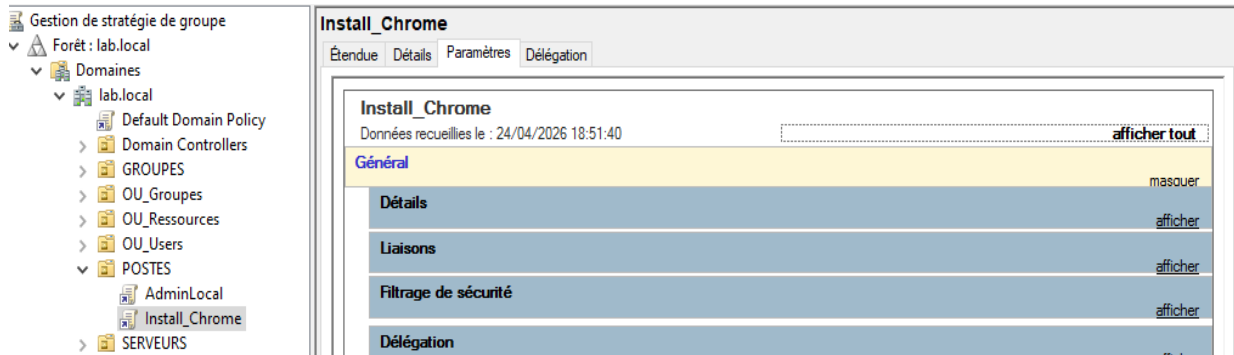 Gestion de stratégie de groupe
Forêt : lab.local
Domaines
lab.local
Default Domain Policy
Domain Controllers
GROUPES
OU_Groupes
OU_Ressources
OU_Users
POSTES
AdminLocal
Install_Chrome
SERVEURS
Install_Chrome
Étendue Détails Paramètres Délégation
Install_Chrome
Données recueillies le : 24/04/2026 18:51:40 afficher tout
Général
masquer
Détails
afficher
Liaisons
afficher
Filtrage de sécurité
afficher
Délégation